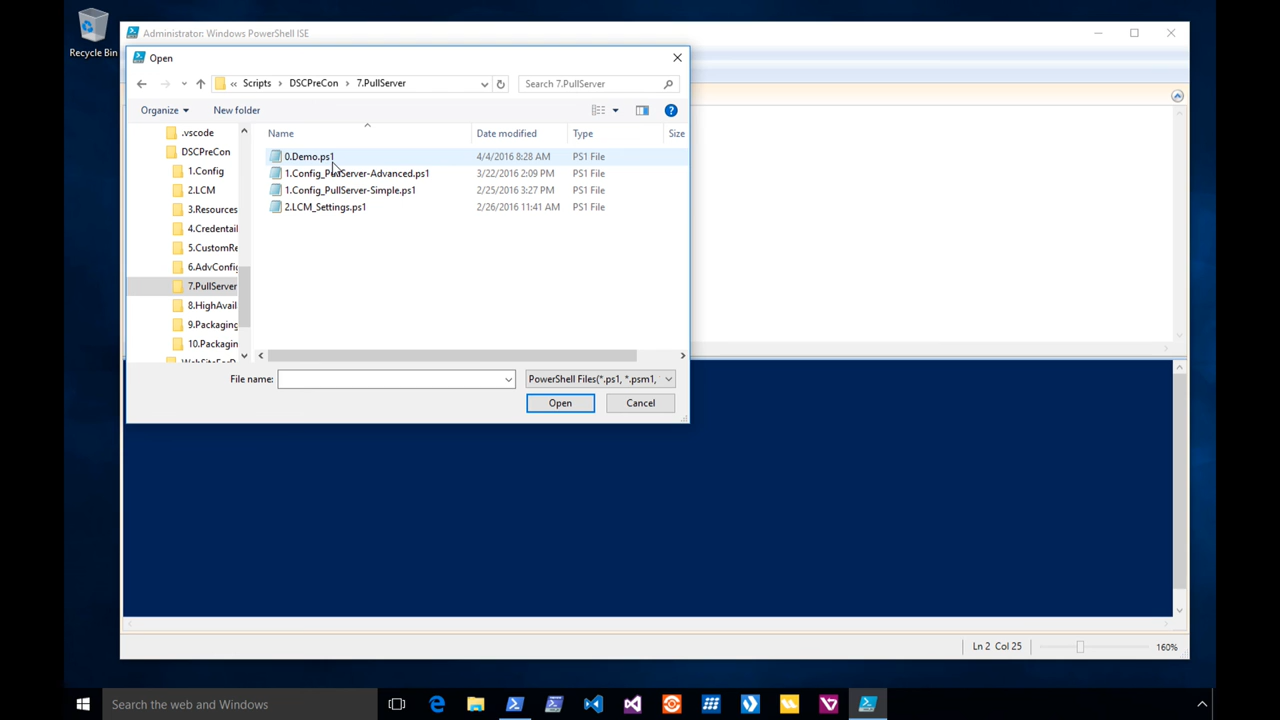 Recycle Bin
Administrator: Windows PowerShell ISE
Open
« Scripts > DSCPreCon > 7.PullServer
Search 7.PullServer
Organize
New folder
Name
Date modified
Type
Size
.vscode
DSCPreCon
1.Config
2.LCM
3.Resources
4.Credentail
5.CustomRe
6.AdvConfig
7.PullServer
8.HighAvail
9.Packaging
10.Packagin
0.Demo.ps1 4/4/2016 8:28 AM PS1 File
1.Config_PullServer-Advanced.ps1 3/22/2016 2:09 PM PS1 File
1.Config_PullServer-Simple.ps1 2/25/2016 3:27 PM PS1 File
2.LCM_Settings.ps1 2/26/2016 11:41 AM PS1 File
File name:
PowerShell Files(*.ps1, *.psm1,
Open
Cancel
Ln 2 Col 25
160%
Search the web and Windows